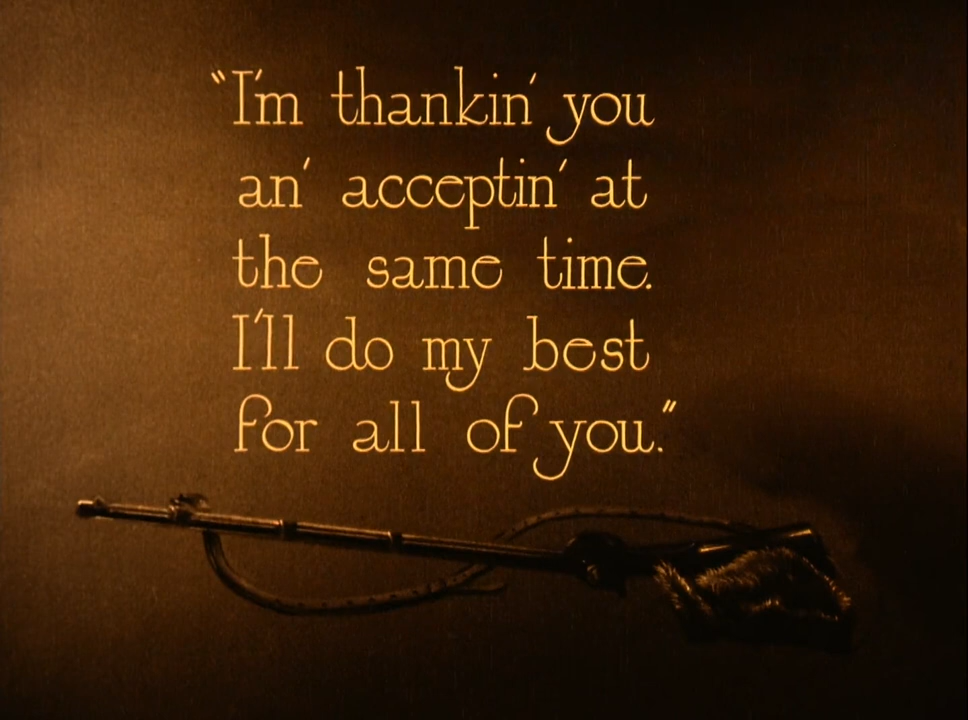 "I'm thankin' you
an' acceptin' at
the same time.
I'll do my best
for all of you."